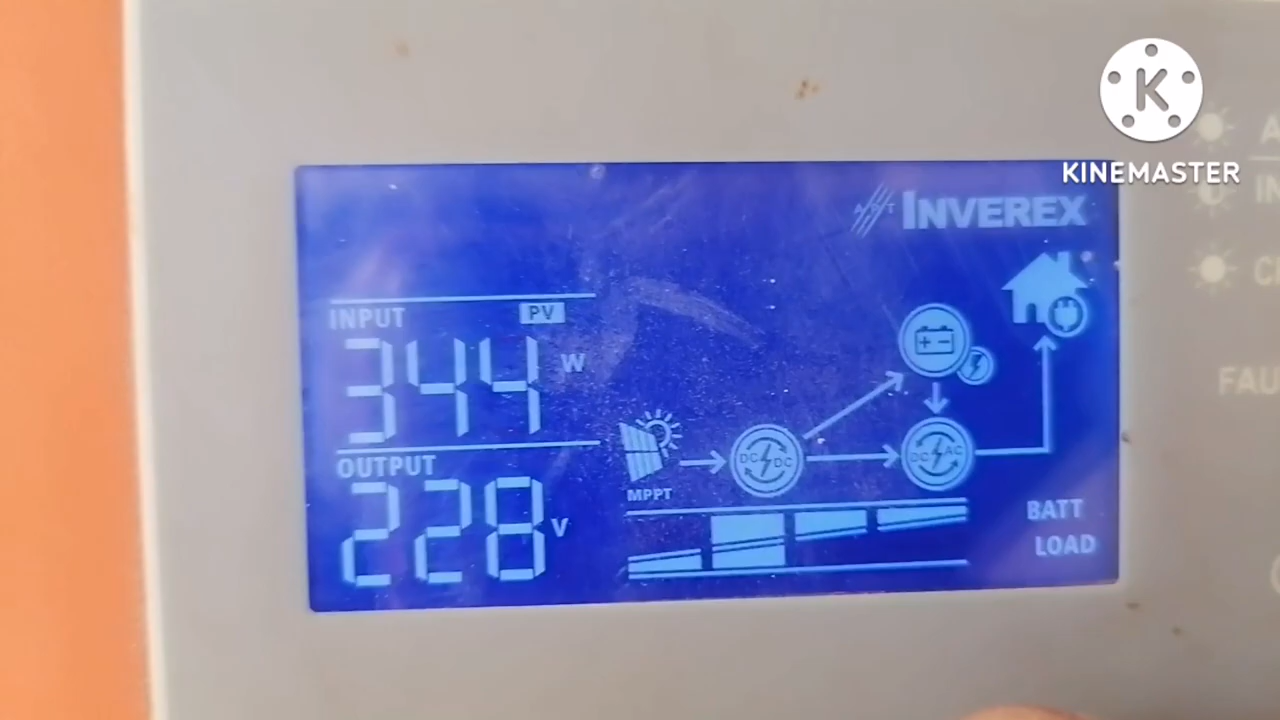 KINEMASTER
INVEREX
INPUT PV
344 W
OUTPUT
228 V
MPPT
DC DC
DC AC
BATT
LOAD